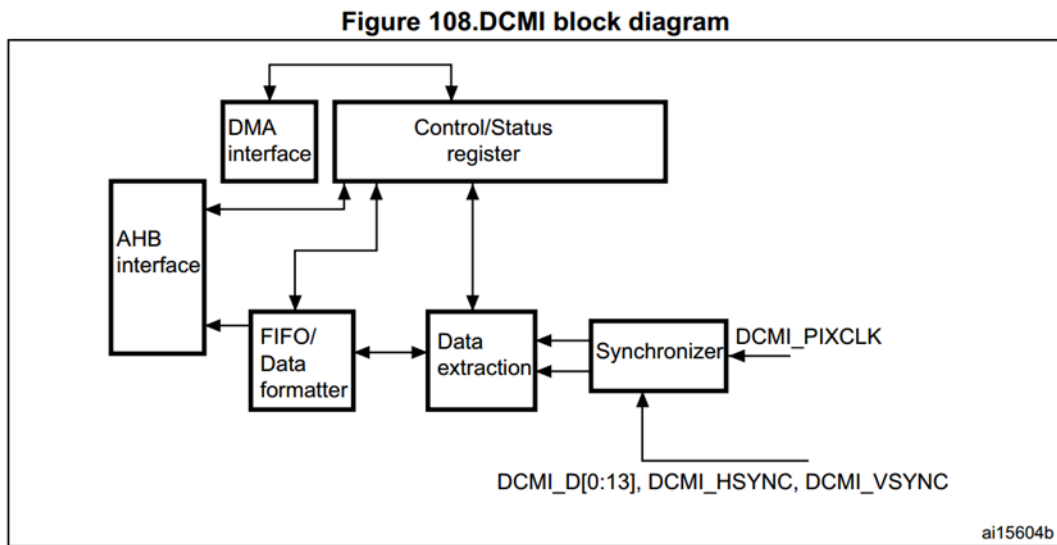 Figure 108.DCMI block diagram
DMA
interface
Control/Status
register
AHB
interface
FIFO/
Data
formatter
Data
extraction
Synchronizer
DCMI_PIXCLK
DCMI_D[0:13], DCMI_HSYNC, DCMI_VSYNC
ai15604b